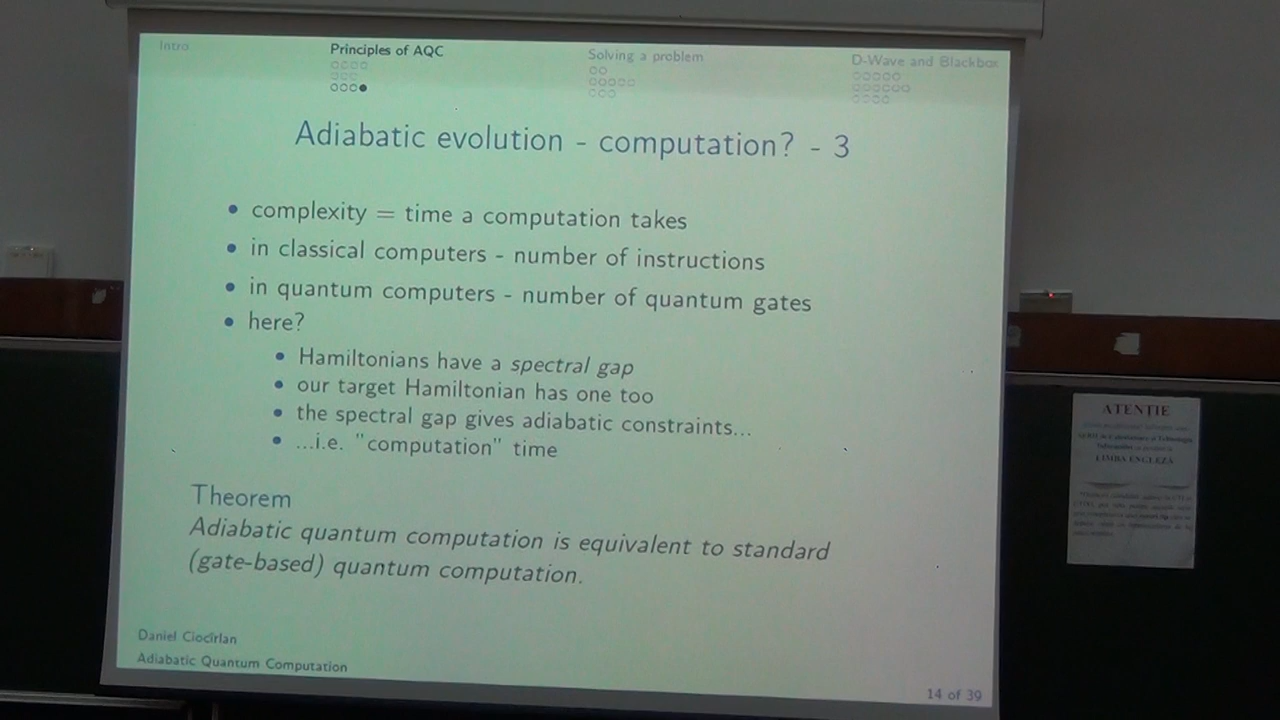 Intro
Principles of AQC
Solving a problem
D-Wave and Blackbox
Adiabatic evolution - computation? - 3
complexity = time a computation takes
in classical computers - number of instructions
in quantum computers - number of quantum gates
here?
Hamiltonians have a spectral gap
our target Hamiltonian has one too
the spectral gap gives adiabatic constraints...
...i.e. "computation" time
Theorem
Adiabatic quantum computation is equivalent to standard
(gate-based) quantum computation.
Daniel Ciocîrlan
Adiabatic Quantum Computation
14 of 39
ATENȚIE
LIMBA ENGLEZĂ